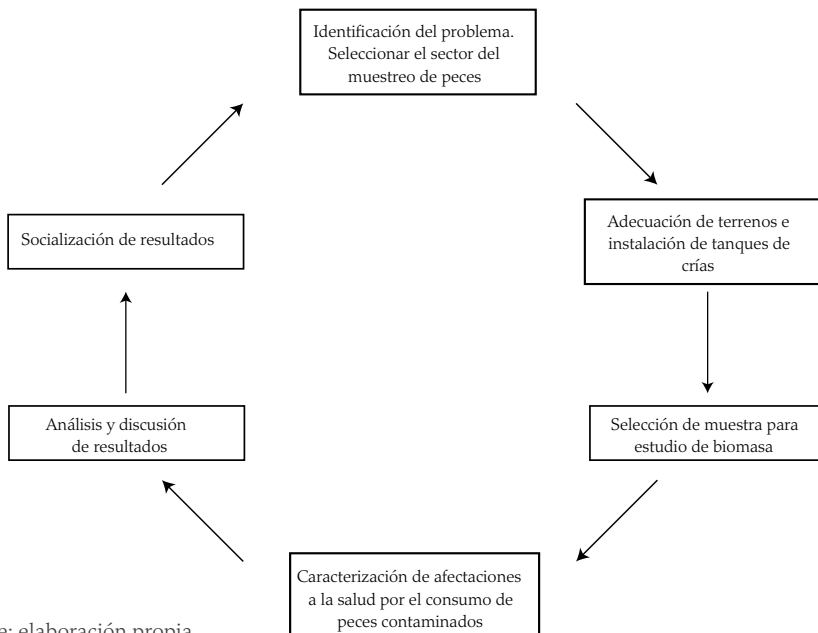 Identificación del problema.
Seleccionar el sector del
muestreo de peces
Adecuación de terrenos e
instalación de tanques de
crías
Selección de muestra para
estudio de biomasa
Caracterización de afectaciones
a la salud por el consumo de
peces contaminados
Análisis y discusión
de resultados
Socialización de resultados
e: elaboración propia